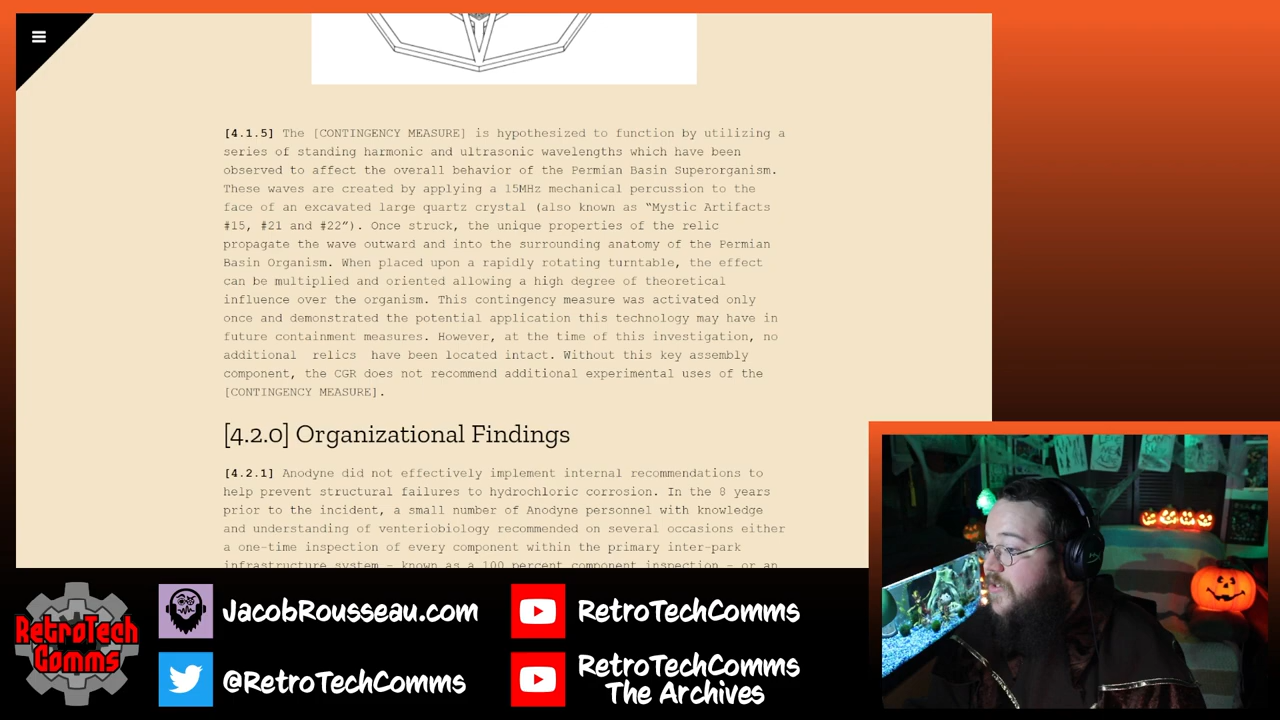 [4.1.5] The [CONTINGENCY MEASURE] is hypothesized to function by utilizing a
series of standing harmonic and ultrasonic wavelengths which have been
observed to affect the overall behavior of the Permian Basin Superorganism.
These waves are created by applying a 15MHz mechanical percussion to the
face of an excavated large quartz crystal (also known as “Mystic Artifacts
#15, #21 and #22”). Once struck, the unique properties of the relic
propagate the wave outward and into the surrounding anatomy of the Permian
Basin Organism. When placed upon a rapidly rotating turntable, the effect
can be multiplied and oriented allowing a high degree of theoretical
influence over the organism. This contingency measure was activated only
once and demonstrated the potential application this technology may have in
future containment measures. However, at the time of this investigation, no
additional relics have been located intact. Without this key assembly
component, the CGR does not recommend additional experimental uses of the
[CONTINGENCY MEASURE].
[4.2.0] Organizational Findings
[4.2.1] Anodyne did not effectively implement internal recommendations to
help prevent structural failures to hydrochloric corrosion. In the 8 years
prior to the incident, a small number of Anodyne personnel with knowledge
and understanding of venteriobiology recommended on several occasions either
a one-time inspection of every component within the primary inter-park
infrastructure system – known as a 100 percent component inspection – or an
RetroTech
Comms
JacobRousseau.com
@RetroTechComms
RetroTechComms
RetroTechComms
The Archives